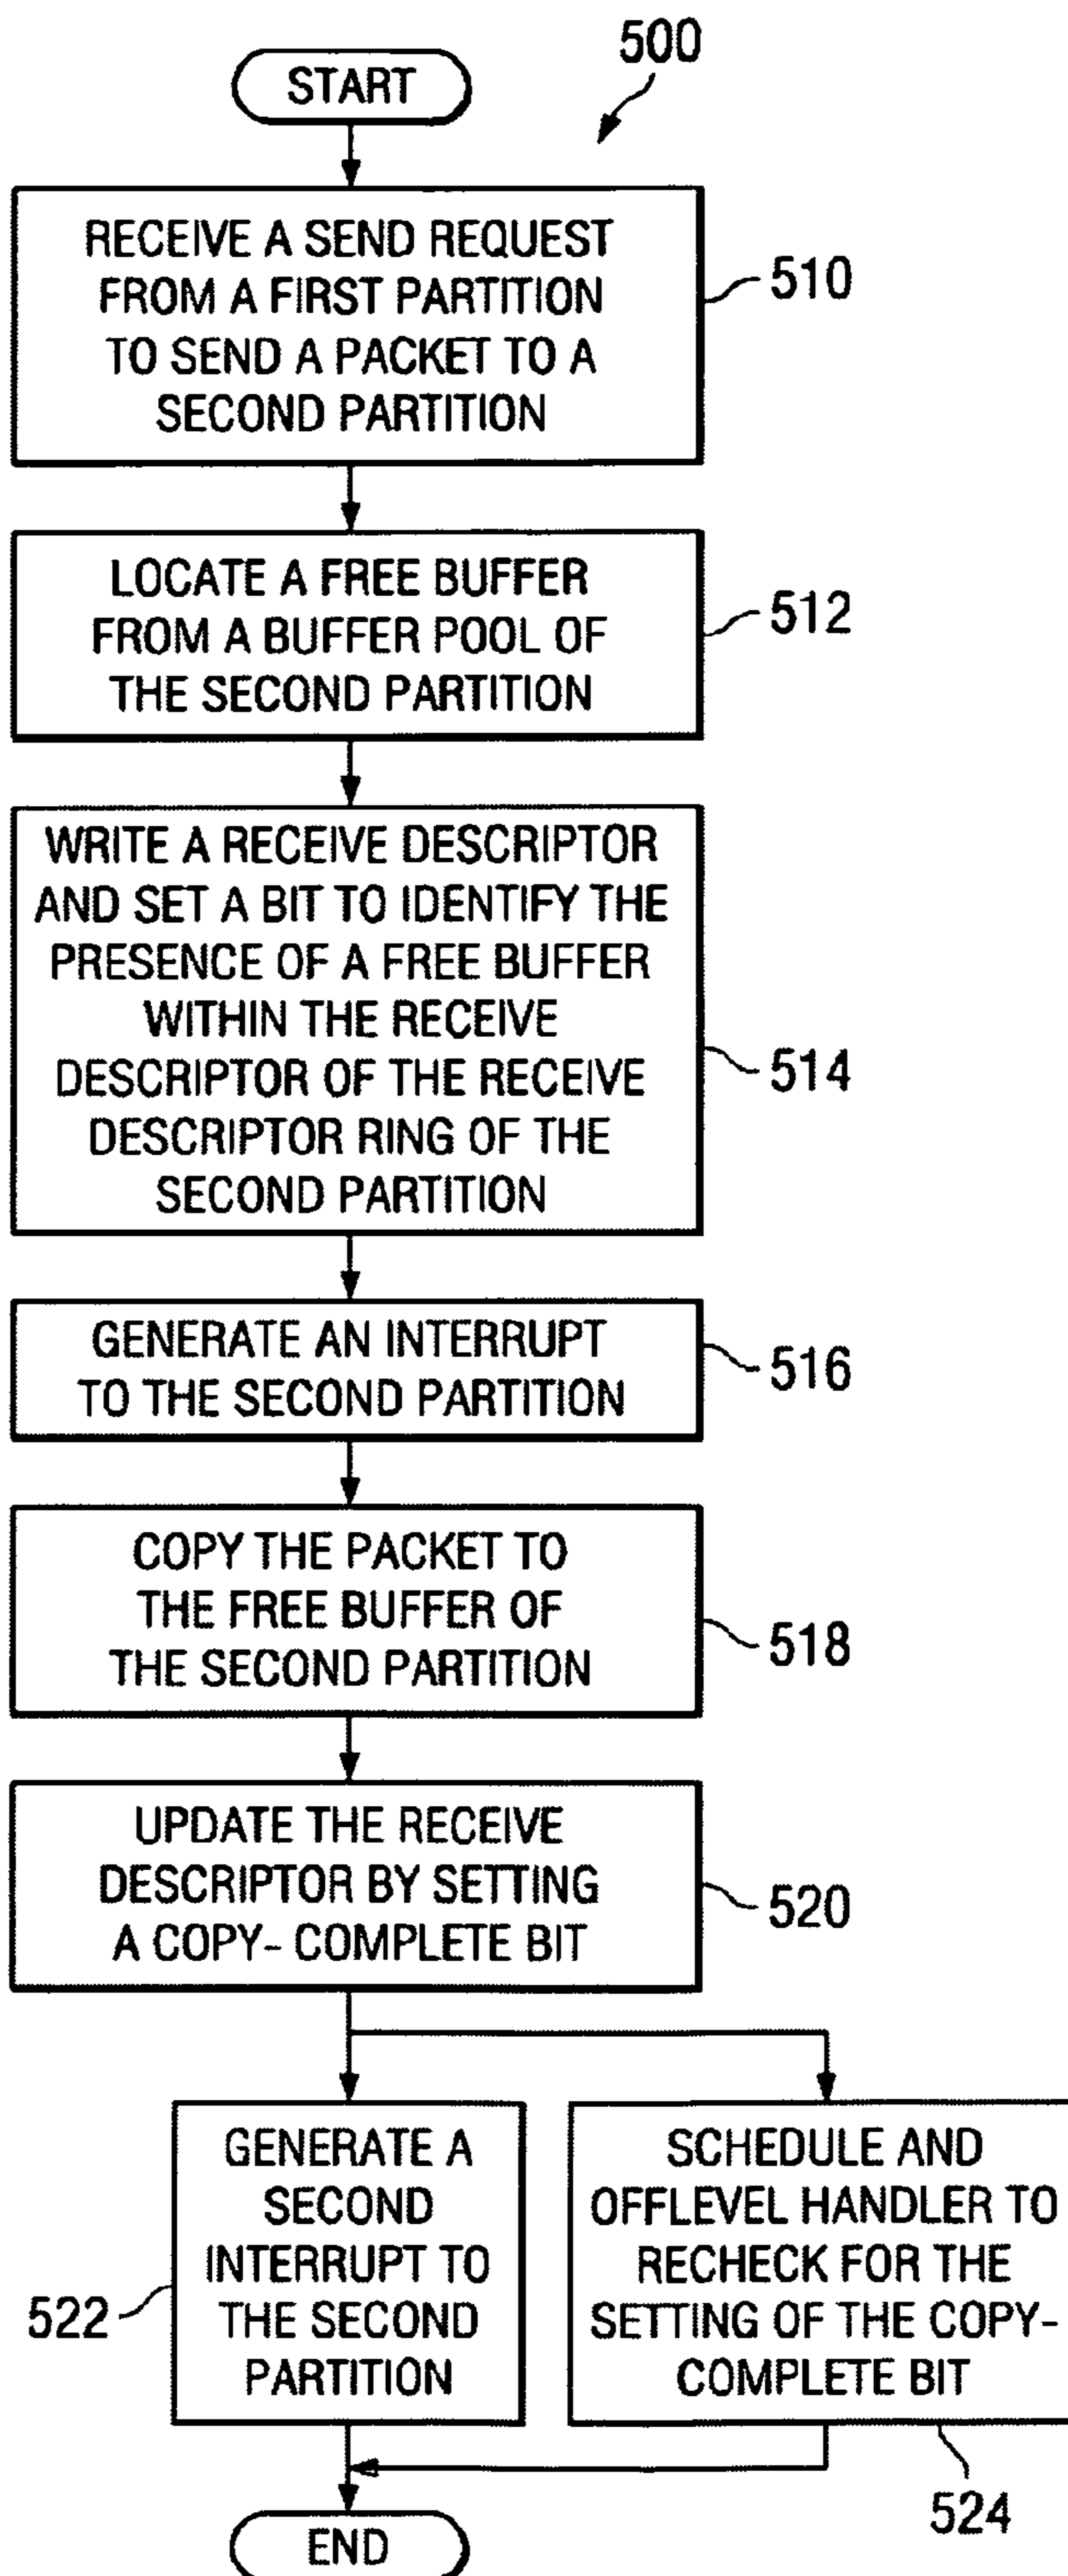 500
START
RECEIVE A SEND REQUEST
FROM A FIRST PARTITION
TO SEND A PACKET TO A
SECOND PARTITION
510
LOCATE A FREE BUFFER
FROM A BUFFER POOL OF
THE SECOND PARTITION
512
WRITE A RECEIVE DESCRIPTOR
AND SET A BIT TO IDENTIFY THE
PRESENCE OF A FREE BUFFER
WITHIN THE RECEIVE
DESCRIPTOR OF THE RECEIVE
DESCRIPTOR RING OF THE
SECOND PARTITION
514
GENERATE AN INTERRUPT
TO THE SECOND PARTITION
516
COPY THE PACKET TO
THE FREE BUFFER OF
THE SECOND PARTITION
518
UPDATE THE RECEIVE
DESCRIPTOR BY SETTING
A COPY- COMPLETE BIT
520
GENERATE A
SECOND
INTERRUPT TO
THE SECOND
PARTITION
522
SCHEDULE AND
OFFLEVEL HANDLER TO
RECHECK FOR THE
SETTING OF THE COPY-
COMPLETE BIT
524
END